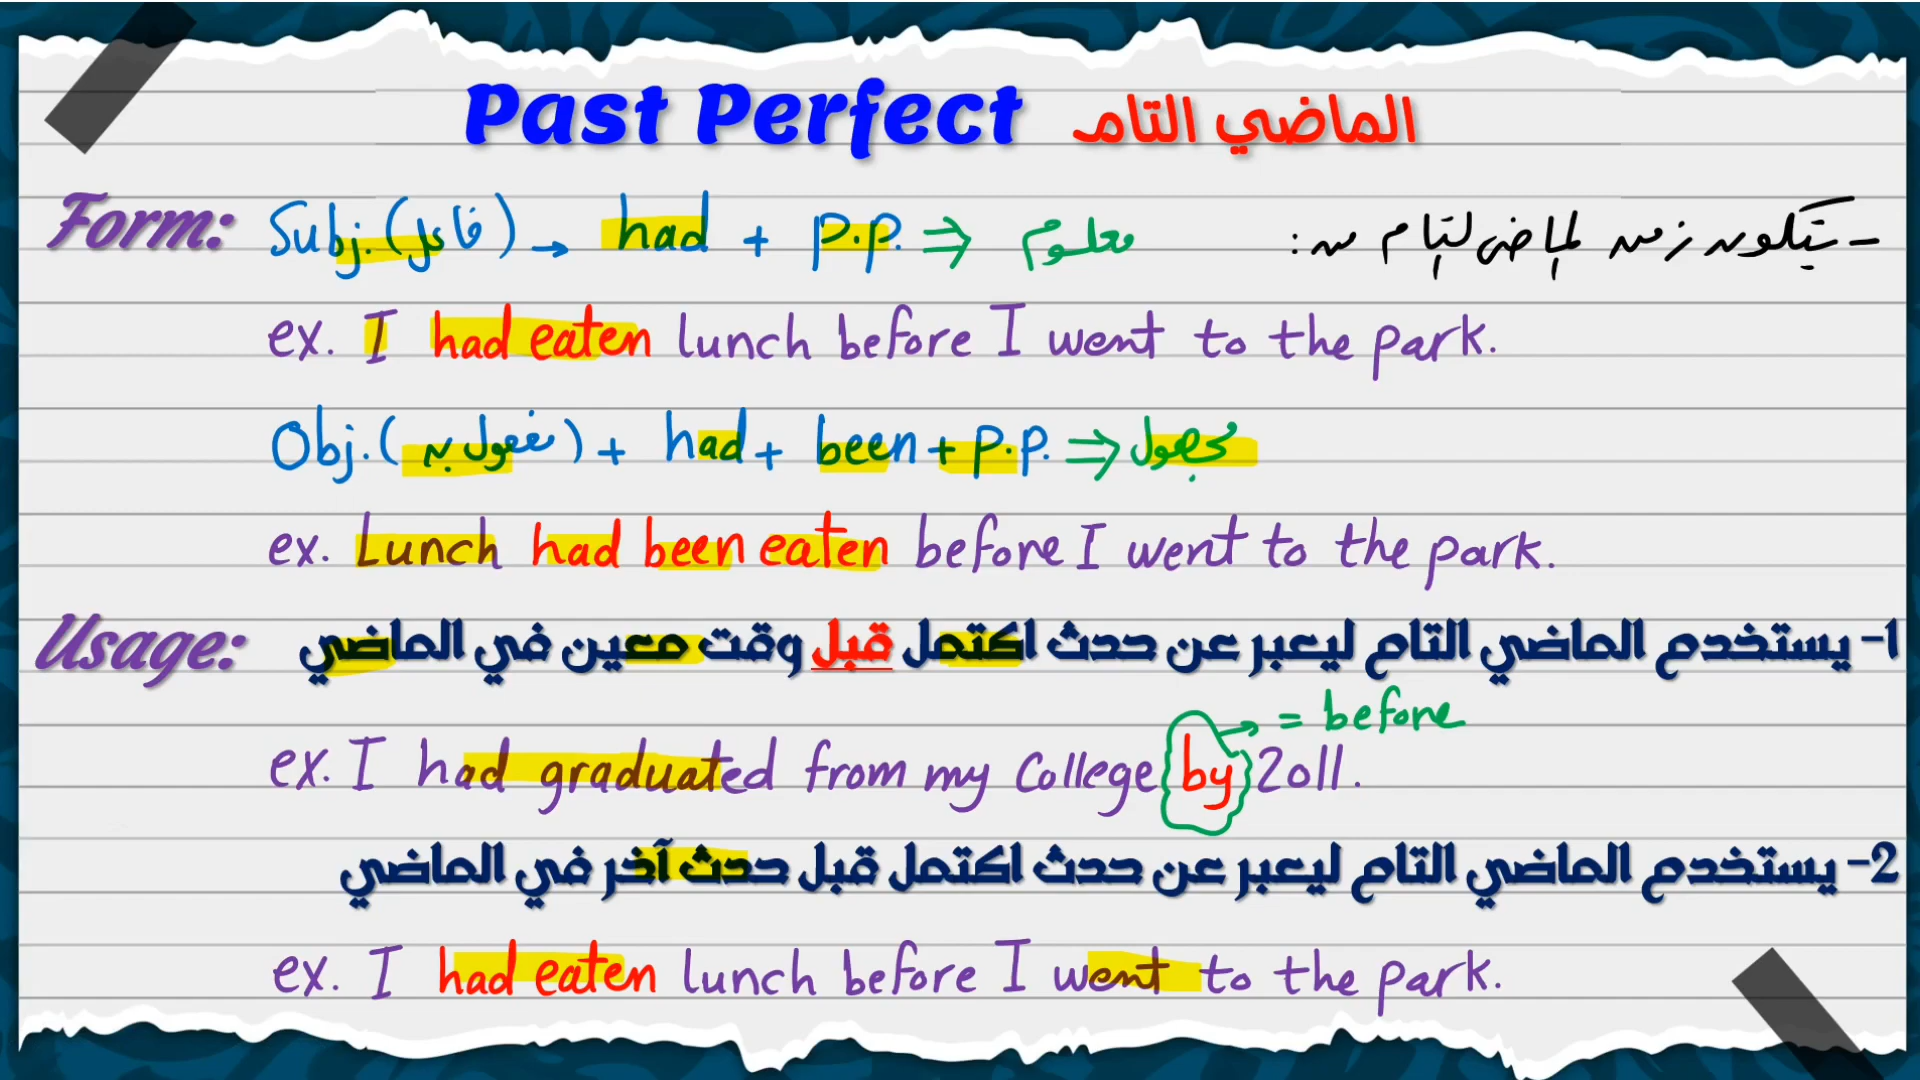 Past Perfect الماضي التام
Form: Subj. (فاعل) → had + p.p. ⇒ معلوم
- يتكون زمن الماضي التام من :
ex. I had eaten lunch before I went to the park.
Obj. (مفعول به) + had + been + p.p. ⇒ مجهول
ex. Lunch had been eaten before I went to the park.
Usage: 1- يستخدم الماضي التام ليعبر عن حدث اكتمل قبل وقت معين في الماضي
= before
ex. I had graduated from my College by 2011.
2- يستخدم الماضي التام ليعبر عن حدث اكتمل قبل حدث آخر في الماضي
ex. I had eaten lunch before I went to the park.